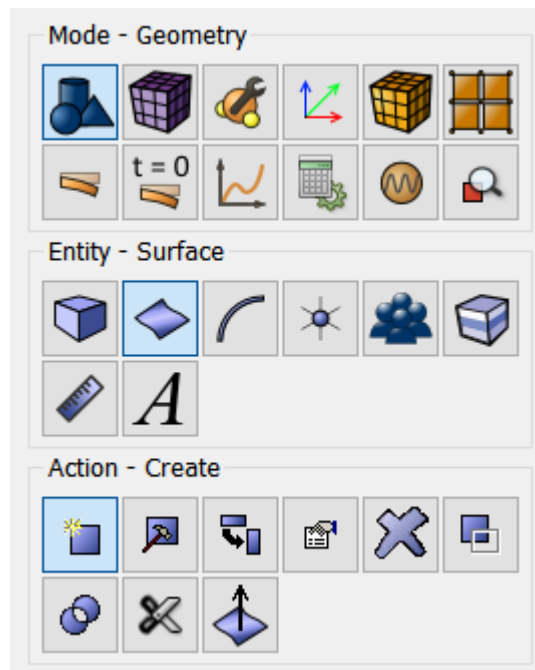 Mode - Geometry
t = 0
Entity - Surface
A
Action - Create